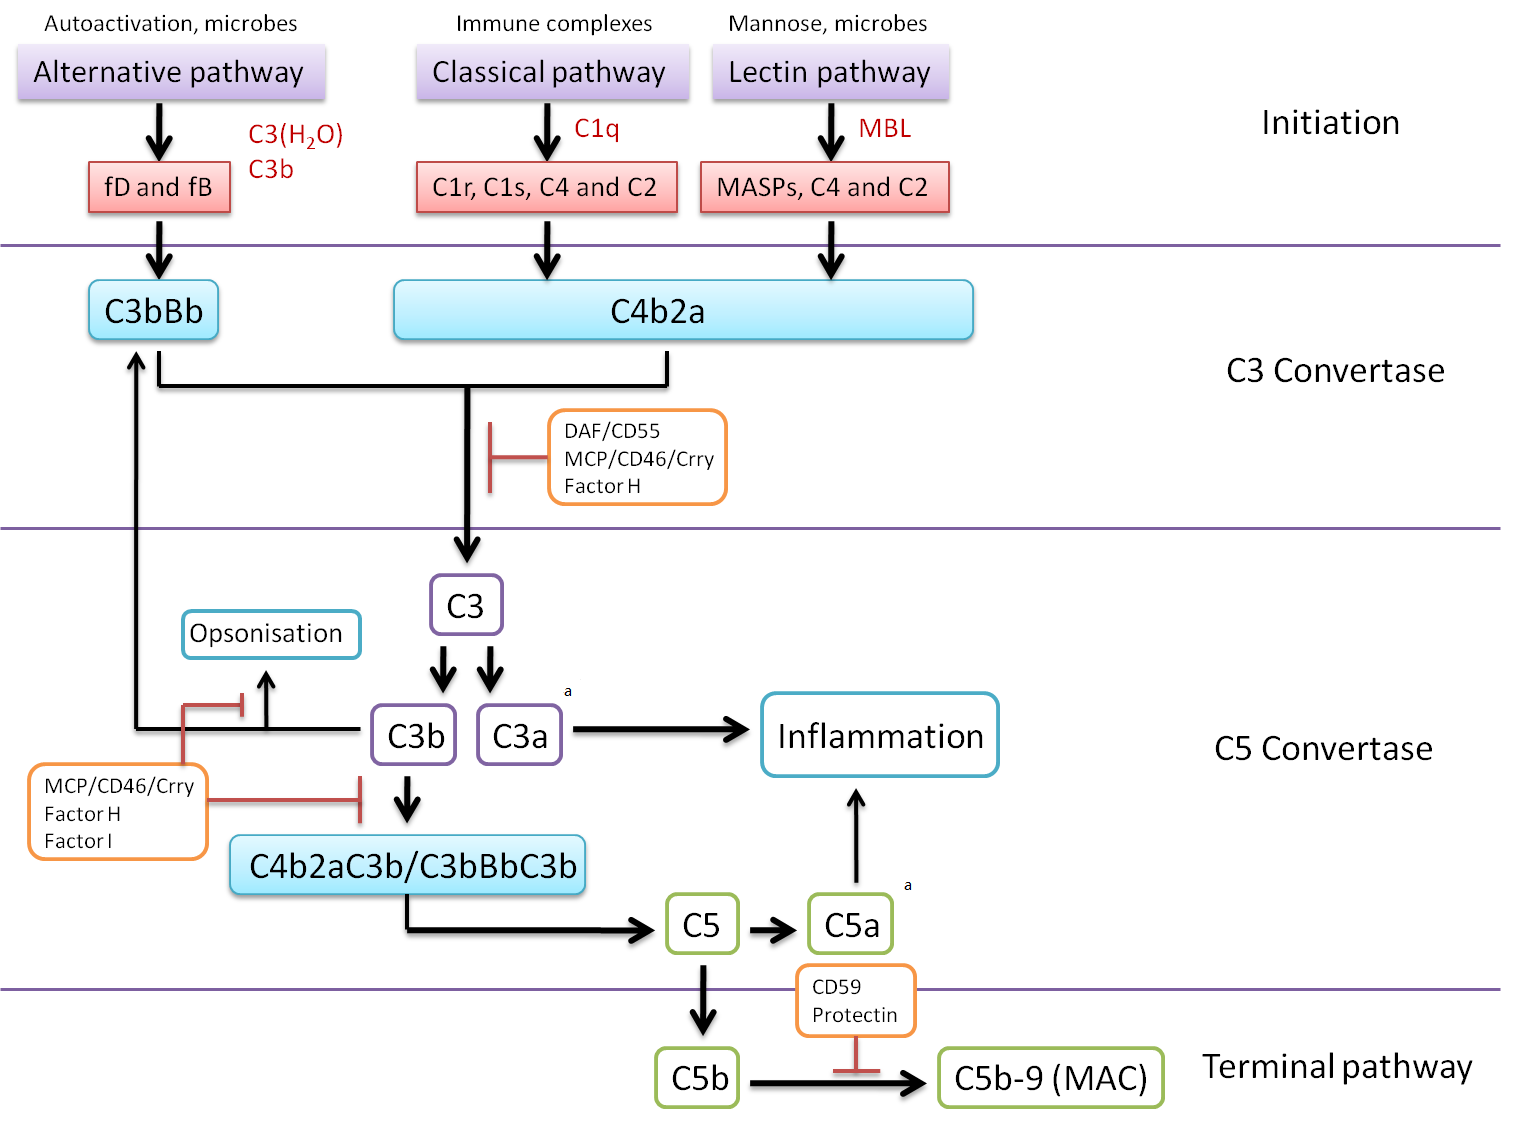 Autoactivation, microbes
Immune complexes
Mannose, microbes
Alternative pathway
Classical pathway
Lectin pathway
Initiation
C3(H₂O)
C3b
C1q
MBL
fD and fB
C1r, C1s, C4 and C2
MASPs, C4 and C2
C3bBb
C4b2a
C3 Convertase
DAF/CD55
MCP/CD46/Crry
Factor H
C3
Opsonisation
C3b
C3a
a
Inflammation
C5 Convertase
MCP/CD46/Crry
Factor H
Factor I
C4b2aC3b/C3bBbC3b
C5
C5a
a
CD59
Protectin
C5b
C5b-9 (MAC)
Terminal pathway